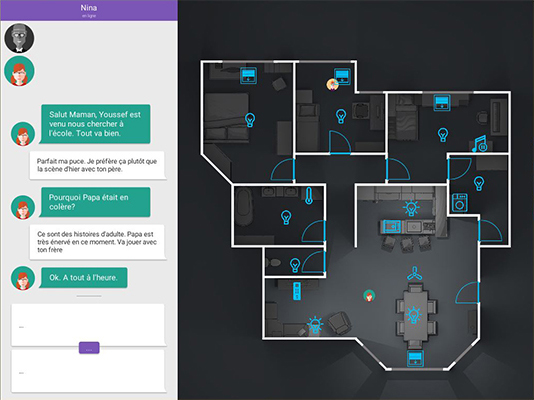 Nina
en ligne
Salut Maman, Youssef est
venu nous chercher à
l'école. Tout va bien.
Parfait ma puce. Je préfère ça plutôt que
la scène d'hier avec ton père.
Pourquoi Papa était en
colère?
Ce sont des histoires d'adulte. Papa est
très énervé en ce moment. Va jouer avec
ton frère
Ok. A tout à l'heure.
...
...
...